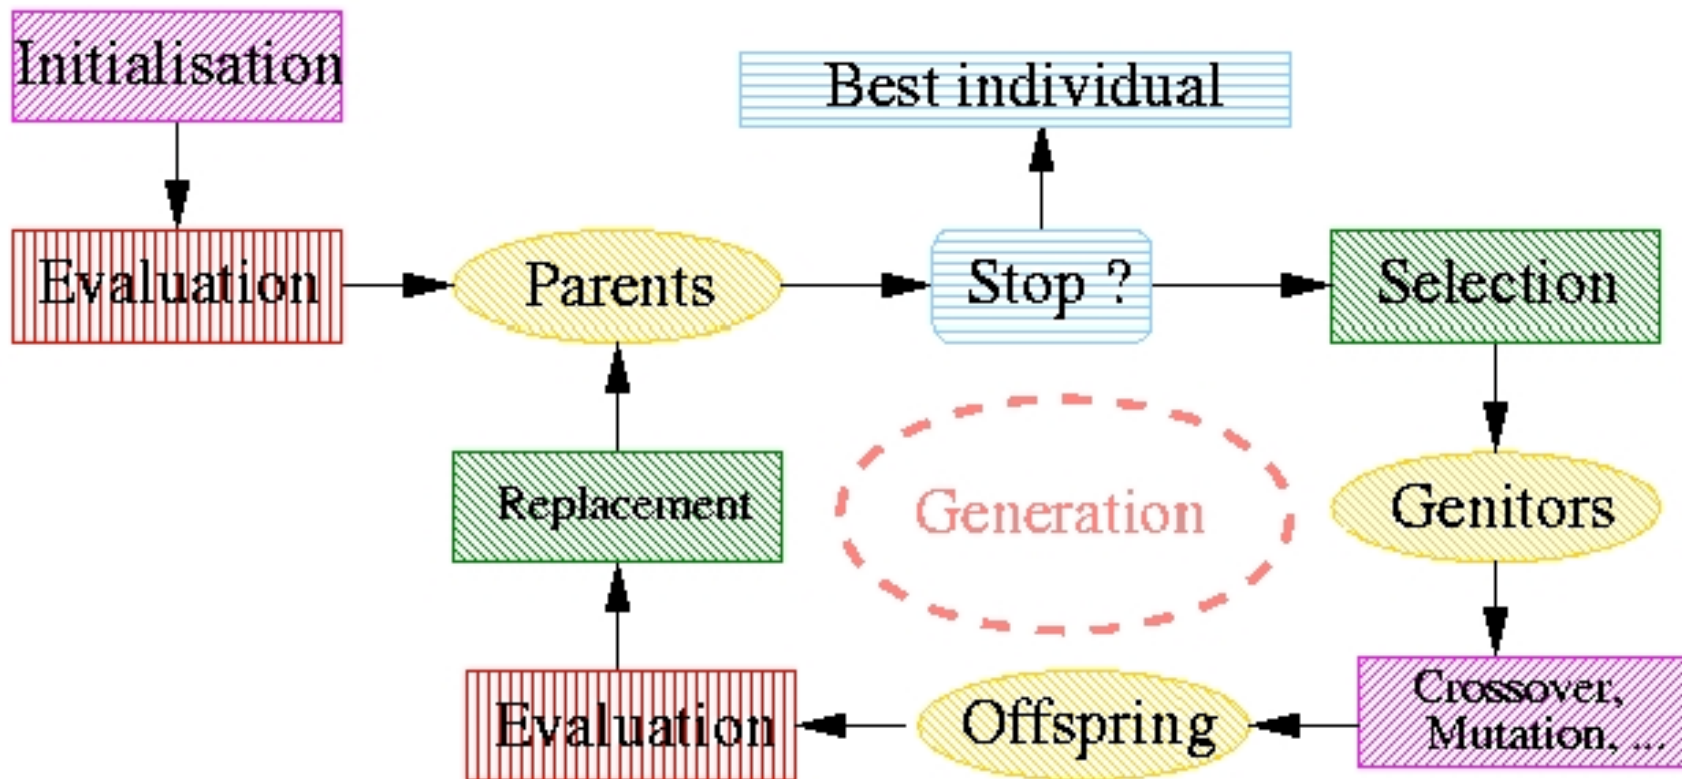 Initialisation
Best individual
Evaluation
Parents
Stop ?
Selection
Replacement
Generation
Genitors
Evaluation
Offspring
Crossover,
Mutation, ...